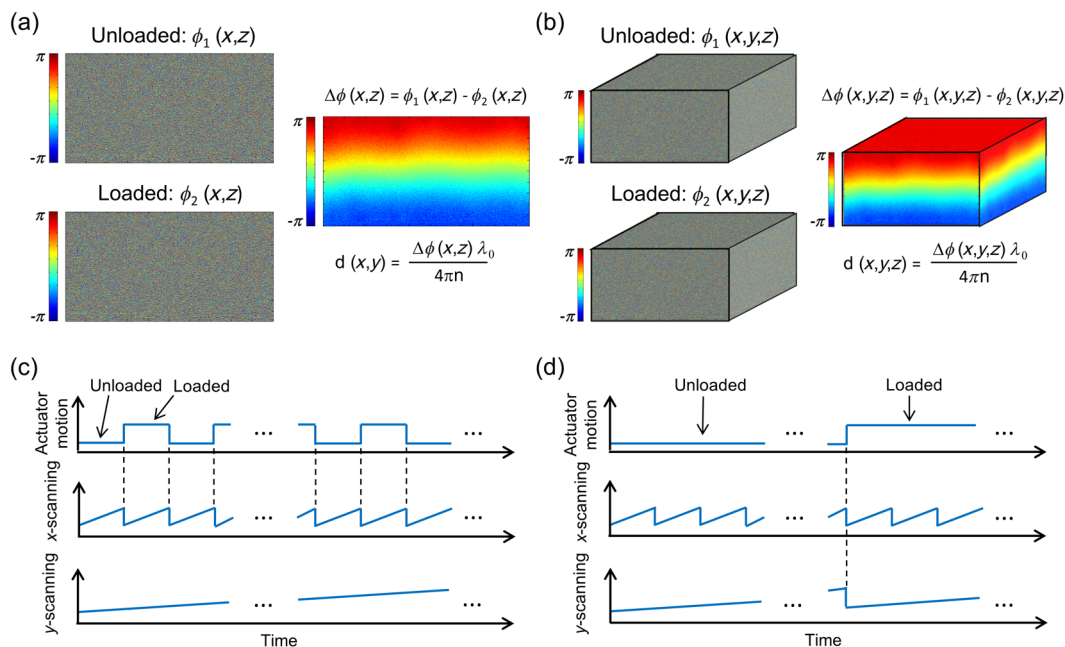 (a)
Unloaded: ϕ₁ (x,z)
π
-π
Loaded: ϕ₂ (x,z)
π
-π
Δϕ (x,z) = ϕ₁ (x,z) - ϕ₂ (x,z)
π
-π
d (x,y) = Δϕ (x,z) λ₀
4πn
(b)
Unloaded: ϕ₁ (x,y,z)
π
-π
Loaded: ϕ₂ (x,y,z)
π
-π
Δϕ (x,y,z) = ϕ₁ (x,y,z) - ϕ₂ (x,y,z)
π
-π
d (x,y,z) = Δϕ (x,y,z) λ₀
4πn
(c)
Unloaded
Loaded
Actuator
motion
...
...
...
x-scanning
...
...
y-scanning
...
...
Time
(d)
Unloaded
Loaded
Actuator
motion
...
...
x-scanning
...
...
y-scanning
...
...
Time